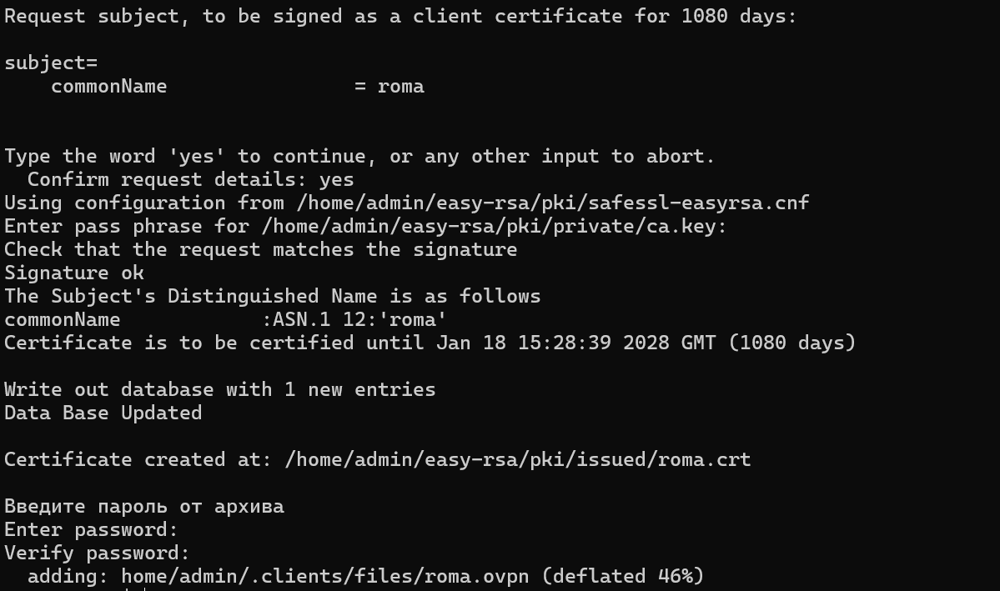 Request subject, to be signed as a client certificate for 1080 days:
subject=
    commonName                = roma
Type the word 'yes' to continue, or any other input to abort.
  Confirm request details: yes
Using configuration from /home/admin/easy-rsa/pki/safessl-easyrsa.cnf
Enter pass phrase for /home/admin/easy-rsa/pki/private/ca.key:
Check that the request matches the signature
Signature ok
The Subject's Distinguished Name is as follows
commonName            :ASN.1 12:'roma'
Certificate is to be certified until Jan 18 15:28:39 2028 GMT (1080 days)
Write out database with 1 new entries
Data Base Updated
Certificate created at: /home/admin/easy-rsa/pki/issued/roma.crt
Введите пароль от архива
Enter password:
Verify password:
  adding: home/admin/.clients/files/roma.ovpn (deflated 46%)